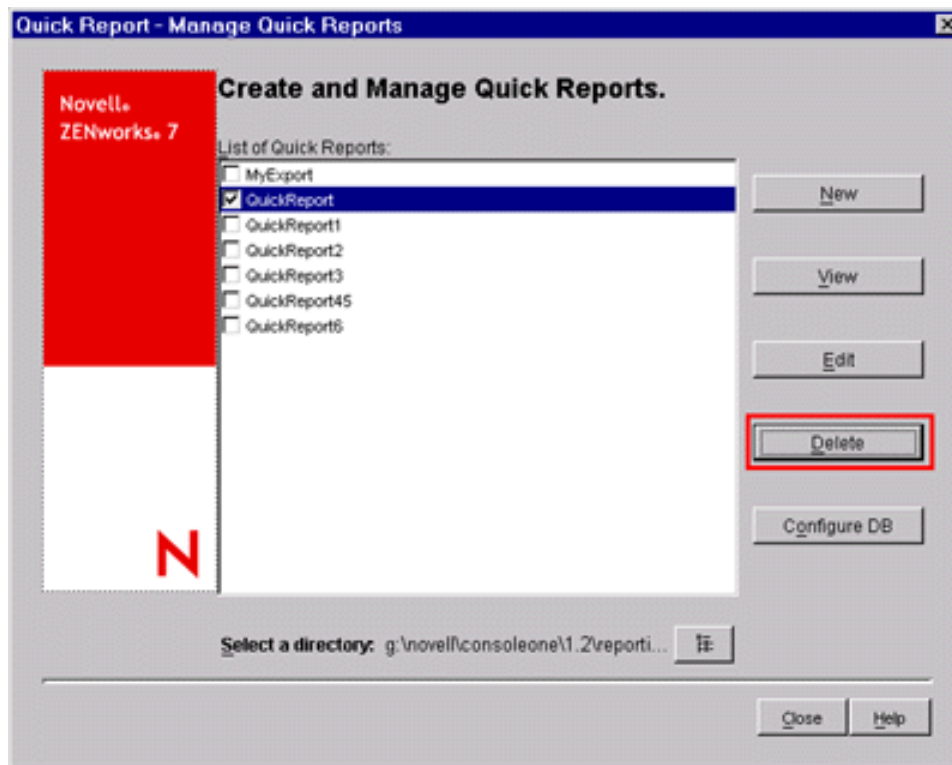 Quick Report - Manage Quick Reports
Novell®
ZENworks® 7
Create and Manage Quick Reports.
List of Quick Reports:
MyExport
QuickReport
QuickReport1
QuickReport2
QuickReport3
QuickReport45
QuickReport6
New
View
Edit
Delete
Configure DB
N
Select a directory: g:\novell\consoleone\1.2\reporti...
Close
Help